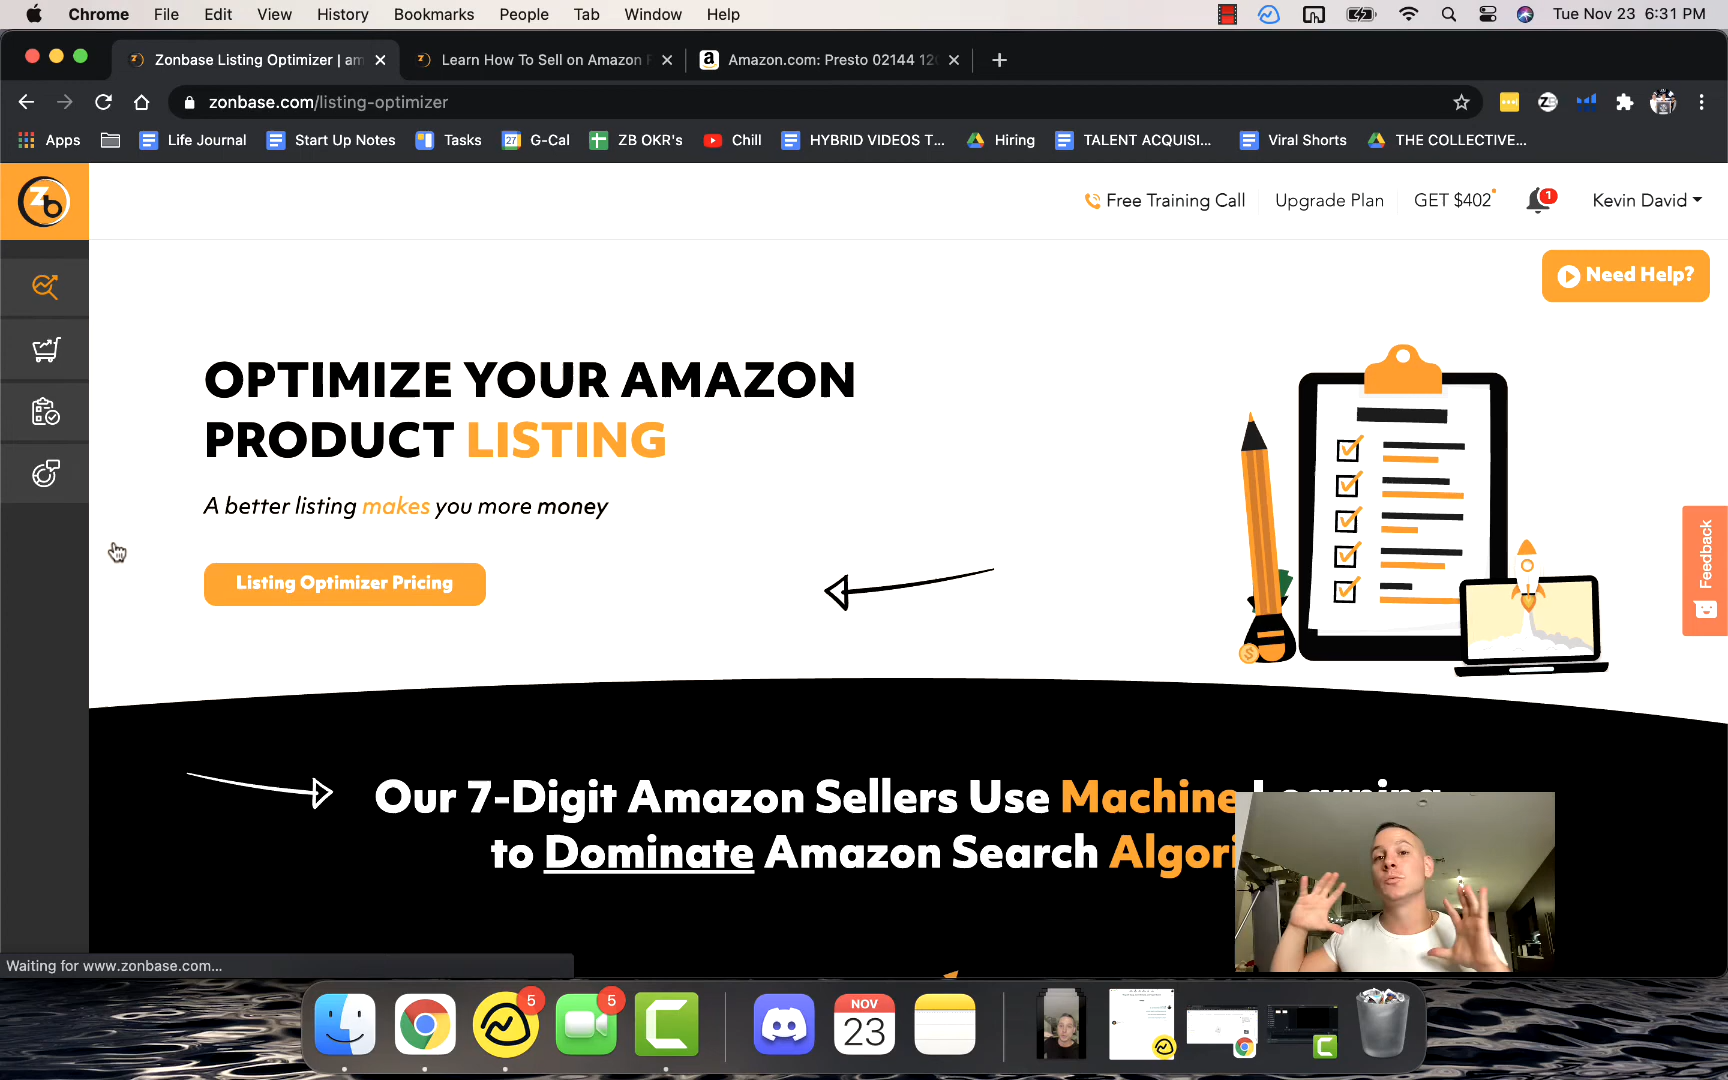 Chrome File Edit View History Bookmarks People Tab Window Help Tue Nov 23 6:31 PM
Zonbase Listing Optimizer | am
Learn How To Sell on Amazon
Amazon.com: Presto 02144
zonbase.com/listing-optimizer
Apps Life Journal Start Up Notes Tasks 27 G-Cal ZB OKR's Chill HYBRID VIDEOS T... Hiring TALENT ACQUISI... Viral Shorts THE COLLECTIVE...
Zb
Free Training Call Upgrade Plan GET $402 1 Kevin David
Need Help?
OPTIMIZE YOUR AMAZON
PRODUCT LISTING
A better listing makes you more money
Listing Optimizer Pricing
Feedback
Our 7-Digit Amazon Sellers Use Machine Learning
to Dominate Amazon Search Algori
Waiting for www.zonbase.com...
5
5
NOV
23